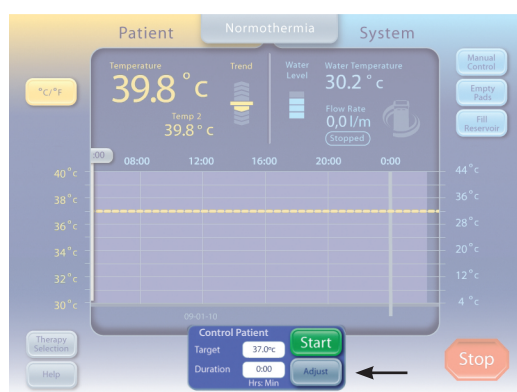 Patient
Normothermia
System
°C/°F
Temperature
39.8°c
Trend
Temp 2
39.8°c
Water
Level
Water Temperature
30.2°c
Flow Rate
0,0 l/m
(Stopped)
Manual
Control
Empty
Pads
Fill
Reservoir
:00
08:00
12:00
16:00
20:00
0:00
40°c
38°c
36°c
34°c
32°c
30°c
44°c
36°c
28°c
20°c
12°c
4°c
09-01-10
Therapy
Selection
Help
Control Patient
Target
37.0°c
Start
Duration
0:00
Adjust
Hrs: Min
Stop